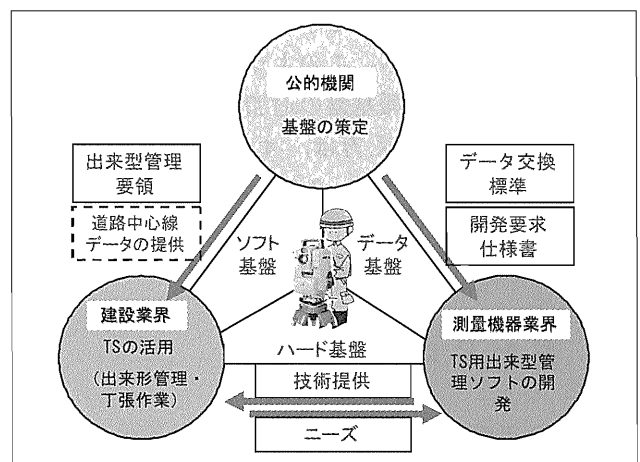 公的機関
基盤の策定
出来型管理
要領
データ交換
標準
道路中心線
データの提供
開発要求
仕様書
ソフト
基盤
データ
基盤
建設業界
TSの活用
(出来形管理・
丁張作業)
ハード基盤
測量機器業界
TS用出来型管
理ソフトの開
発
技術提供
ニーズ